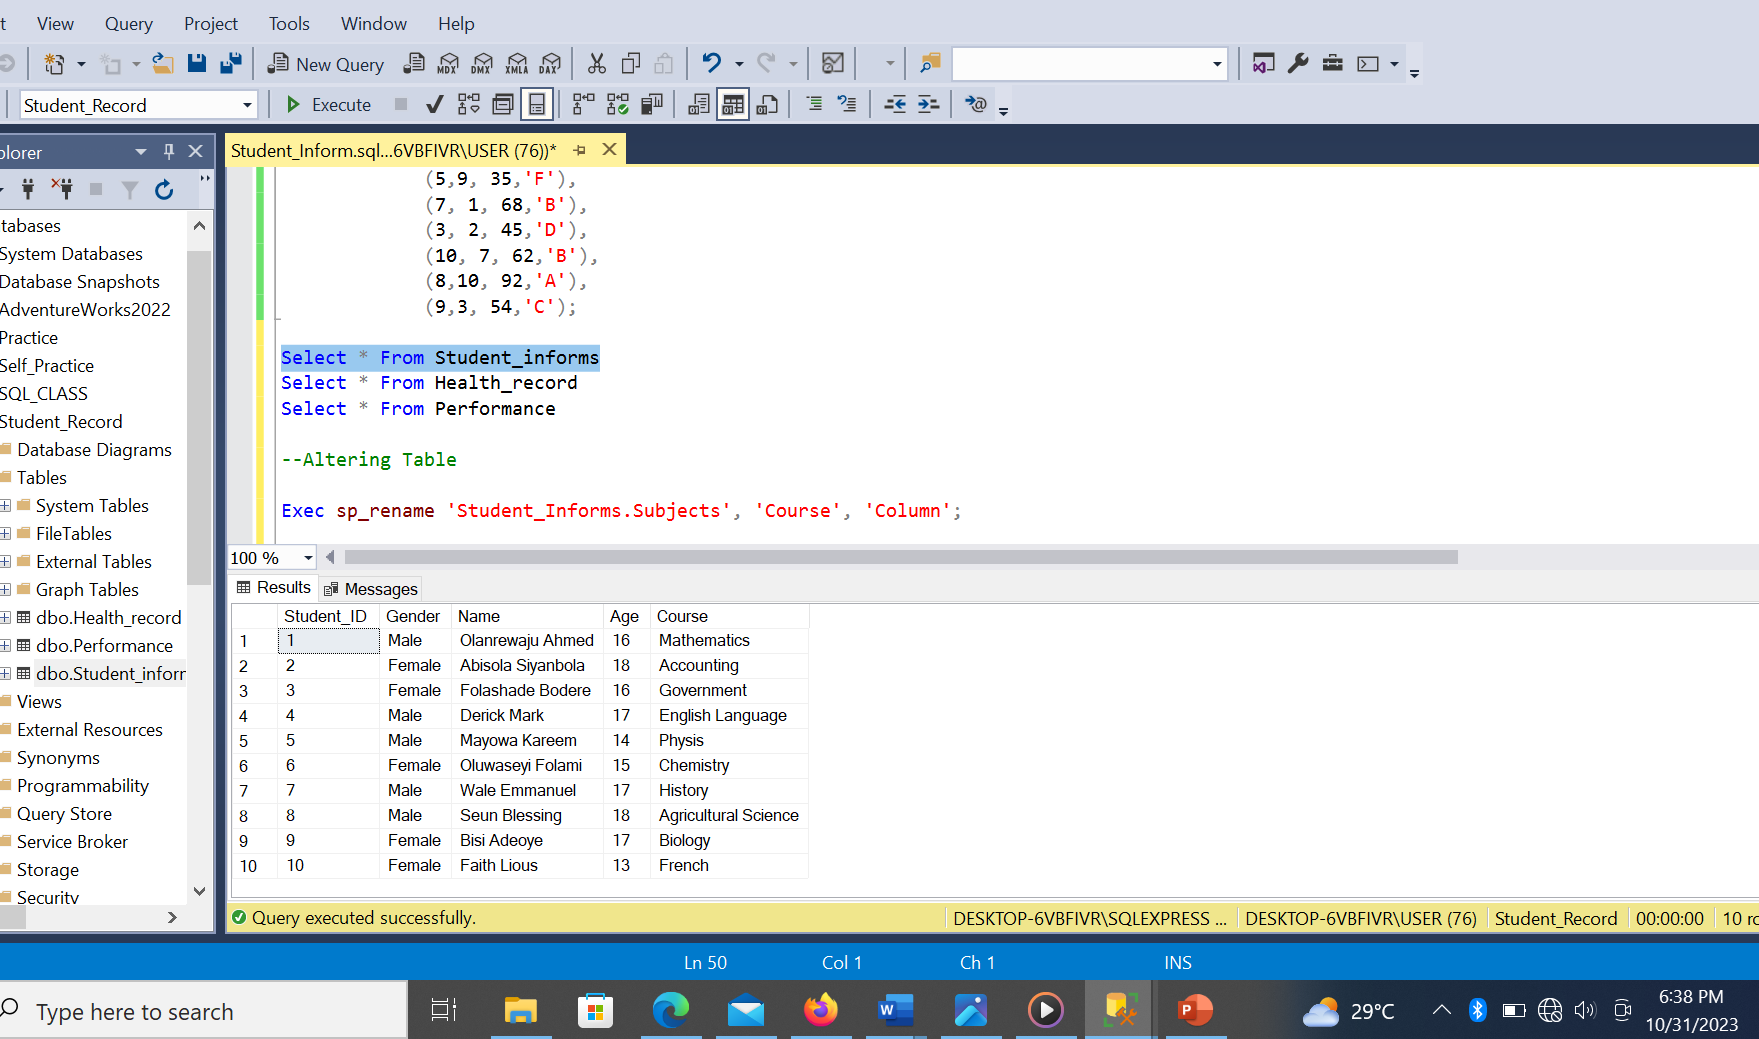 t View Query Project Tools Window Help
New Query MDX DMX XMLA DAX
Student_Record Execute
plorer
Student_Inform.sql...6VBFIVR\USER (76))*
tabases
System Databases
Database Snapshots
AdventureWorks2022
Practice
Self_Practice
SQL_CLASS
Student_Record
Database Diagrams
Tables
System Tables
FileTables
External Tables
Graph Tables
dbo.Health_record
dbo.Performance
dbo.Student_inforr
Views
External Resources
Synonyms
Programmability
Query Store
Service Broker
Storage
Security
(5,9, 35,'F'),
(7, 1, 68,'B'),
(3, 2, 45,'D'),
(10, 7, 62,'B'),
(8,10, 92,'A'),
(9,3, 54,'C');
Select * From Student_informs
Select * From Health_record
Select * From Performance
--Altering Table
Exec sp_rename 'Student_Informs.Subjects', 'Course', 'Column';
100 %
Results Messages
Student_ID Gender Name Age Course
1 1 Male Olanrewaju Ahmed 16 Mathematics
2 2 Female Abisola Siyanbola 18 Accounting
3 3 Female Folashade Bodere 16 Government
4 4 Male Derick Mark 17 English Language
5 5 Male Mayowa Kareem 14 Physis
6 6 Female Oluwaseyi Folami 15 Chemistry
7 7 Male Wale Emmanuel 17 History
8 8 Male Seun Blessing 18 Agricultural Science
9 9 Female Bisi Adeoye 17 Biology
10 10 Female Faith Lious 13 French
Query executed successfully. DESKTOP-6VBFIVR\SQLEXPRESS ... DESKTOP-6VBFIVR\USER (76) Student_Record 00:00:00 10 ro
Ln 50 Col 1 Ch 1 INS
Type here to search
W
P
29°C
6:38 PM
10/31/2023